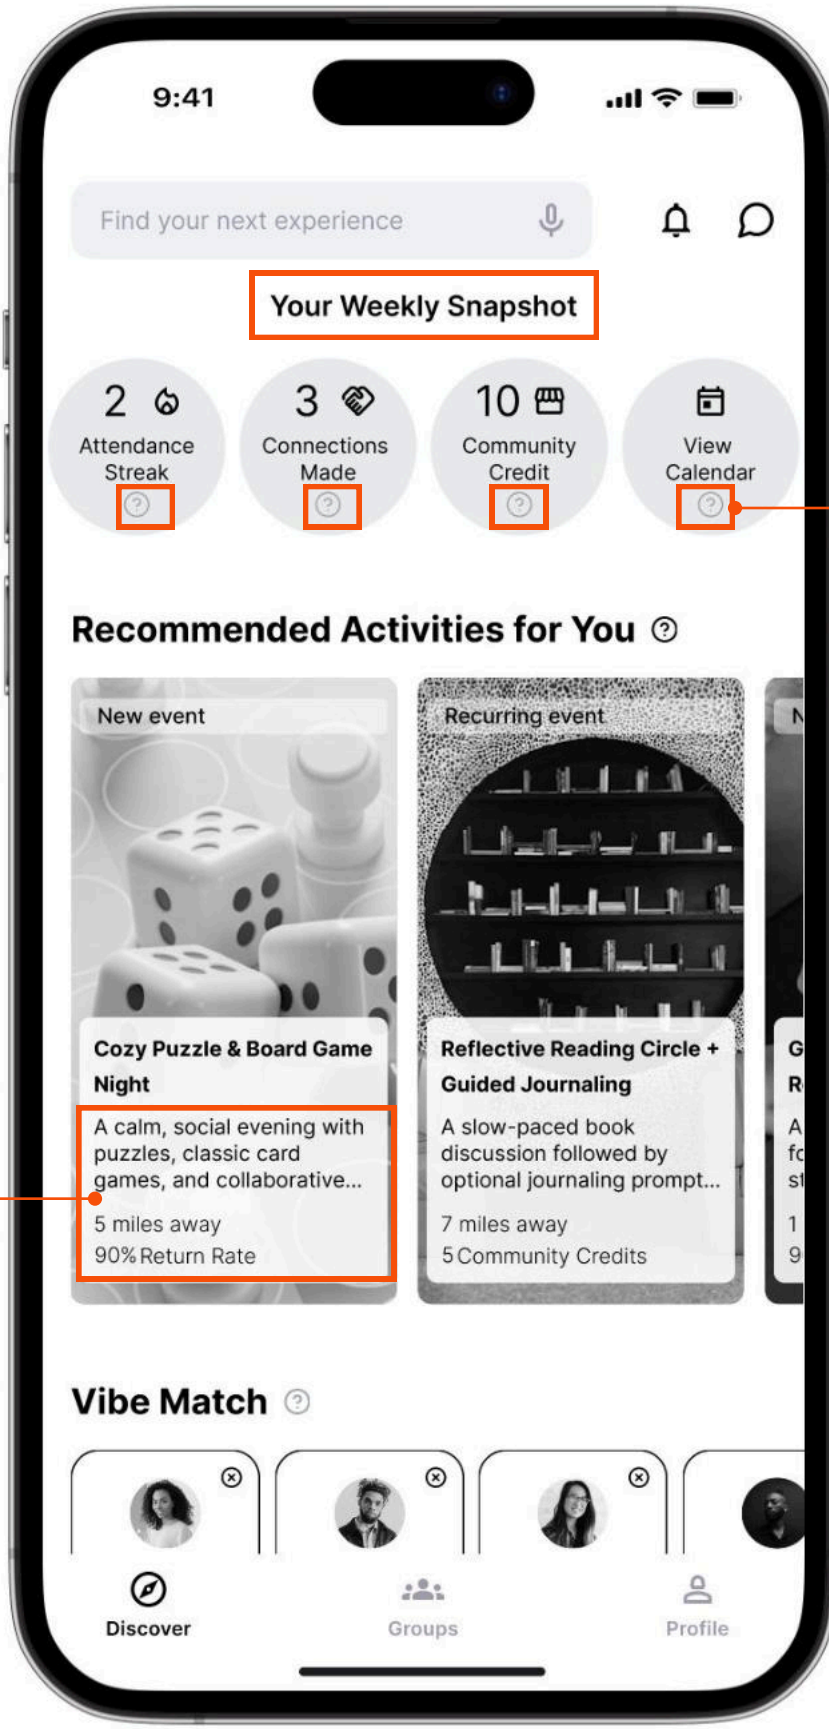 9:41
Find your next experience
Your Weekly Snapshot
2
Attendance
Streak
?
3
Connections
Made
?
10
Community
Credit
?
View
Calendar
?
Recommended Activities for You ?
New event
Cozy Puzzle & Board Game
Night
A calm, social evening with
puzzles, classic card
games, and collaborative...
5 miles away
90% Return Rate
Recurring event
Reflective Reading Circle +
Guided Journaling
A slow-paced book
discussion followed by
optional journaling prompt...
7 miles away
5 Community Credits
Vibe Match ?
Discover
Groups
Profile